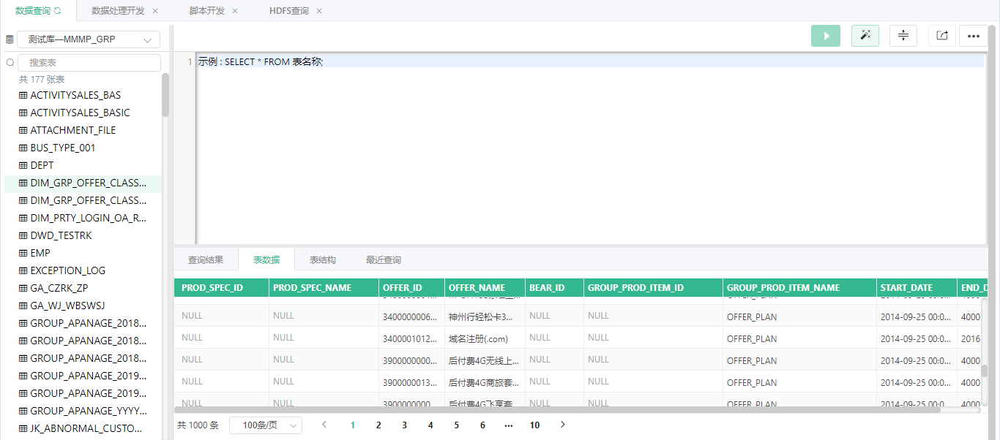 数据查询 数据处理开发 × 脚本开发 × HDFS查询 ×
测试库—MMMP_GRP
搜索表
共 177 张表
ACTIVITYSALES_BAS
ACTIVITYSALES_BASIC
ATTACHMENT_FILE
BUS_TYPE_001
DEPT
DIM_GRP_OFFER_CLASS...
DIM_GRP_OFFER_CLASS...
DIM_PRTY_LOGIN_OA_R...
DWD_TESTRK
EMP
EXCEPTION_LOG
GA_CZRK_ZP
GA_WJ_WBSWSJ
GROUP_APANAGE_2018...
GROUP_APANAGE_2018...
GROUP_APANAGE_2018...
GROUP_APANAGE_2019...
GROUP_APANAGE_2019...
GROUP_APANAGE_YYYY...
JK_ABNORMAL_CUSTO...
1 示例 : SELECT * FROM 表名称;
查询结果 表数据 表结构 最近查询
PROD_SPEC_ID PROD_SPEC_NAME OFFER_ID OFFER_NAME BEAR_ID GROUP_PROD_ITEM_ID GROUP_PROD_ITEM_NAME START_DATE END_D
NULL NULL 3400000006... 神州行轻松卡3... NULL NULL OFFER_PLAN 2014-09-25 00:0... 4000
NULL NULL 3400001012... 域名注册(.com) NULL NULL OFFER_PLAN 2014-09-25 00:0... 2016
NULL NULL 3900000000... 后付费4G无线上... NULL NULL OFFER_PLAN 2014-09-25 00:0... 4000
NULL NULL 3900000013... 后付费4G商旅套... NULL NULL OFFER_PLAN 2014-09-25 00:0... 4000
NULL NULL 3900000000... 后付费4G飞享套... NULL NULL OFFER_PLAN 2014-09-25 00:0... 4000
共 1000 条 100条/页 1 2 3 4 5 6 ... 10